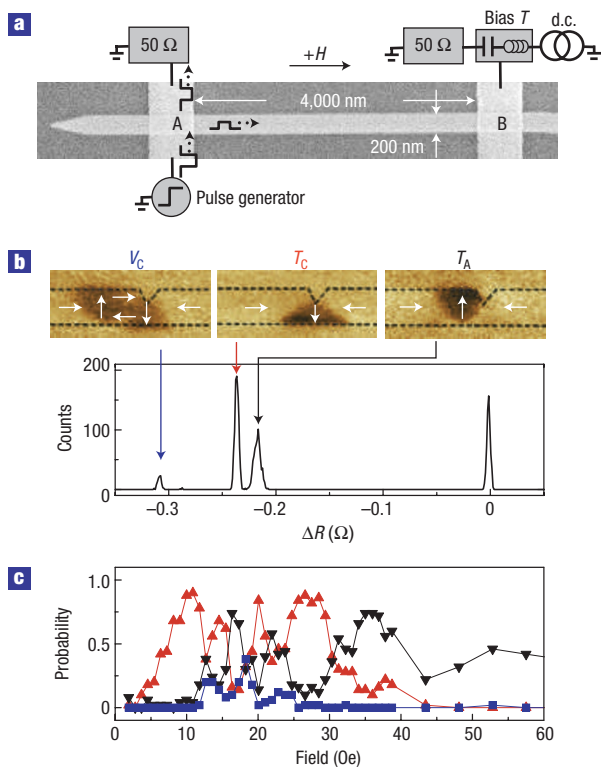 a
50 Ω
+H
50 Ω
Bias T
d.c.
4,000 nm
A
B
200 nm
Pulse generator
b
V_C
T_C
T_A
200
100
0
Counts
−0.3
−0.2
−0.1
0
ΔR (Ω)
c
1.0
0.5
0
Probability
0
10
20
30
40
50
60
Field (Oe)